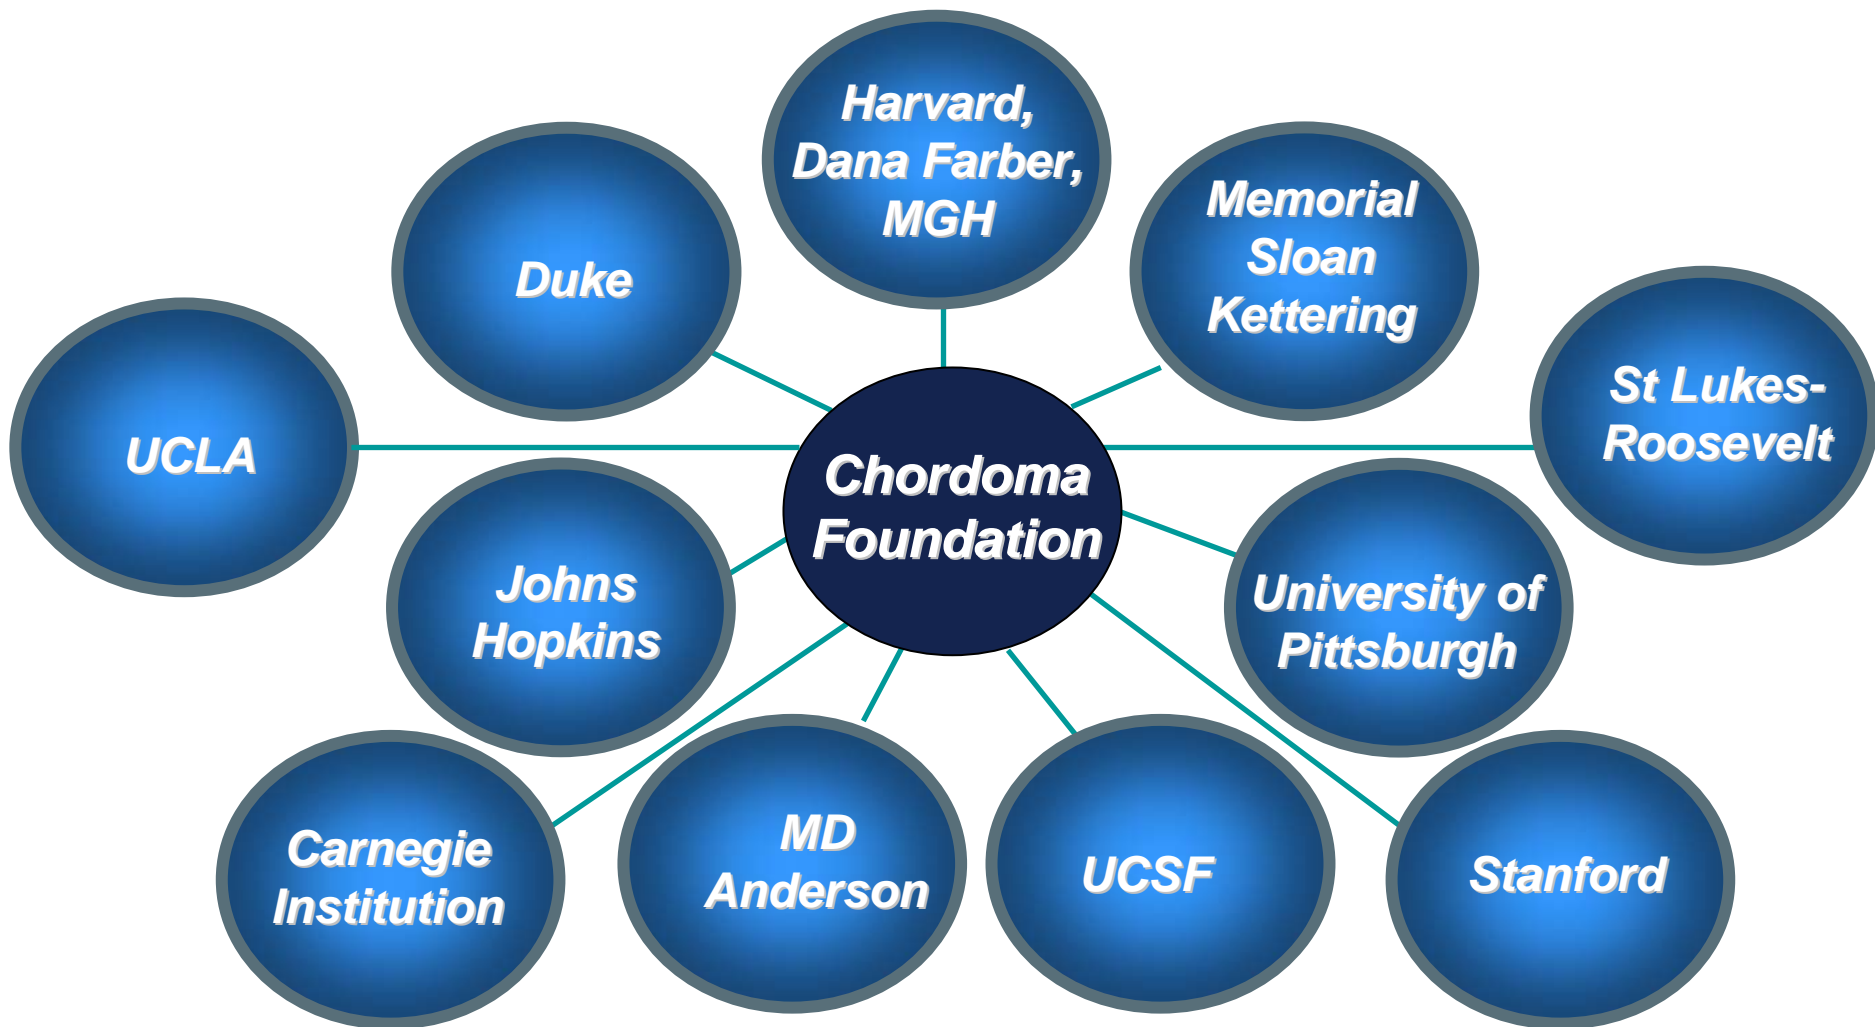 Harvard,
Dana Farber,
MGH
Duke
Memorial
Sloan
Kettering
UCLA
St Lukes-
Roosevelt
Chordoma
Foundation
Johns
Hopkins
University of
Pittsburgh
Carnegie
Institution
MD
Anderson
UCSF
Stanford